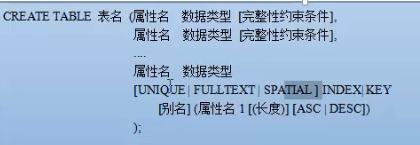 CREATE TABLE 表名 (属性名 数据类型 [完整性约束条件],
属性名 数据类型 [完整性约束条件],
....
属性名 数据类型
[UNIQUE | FULLTEXT | SPATIAL ] INDEX| KEY
[别名] (属性名 1 [(长度)] [ASC | DESC])
);